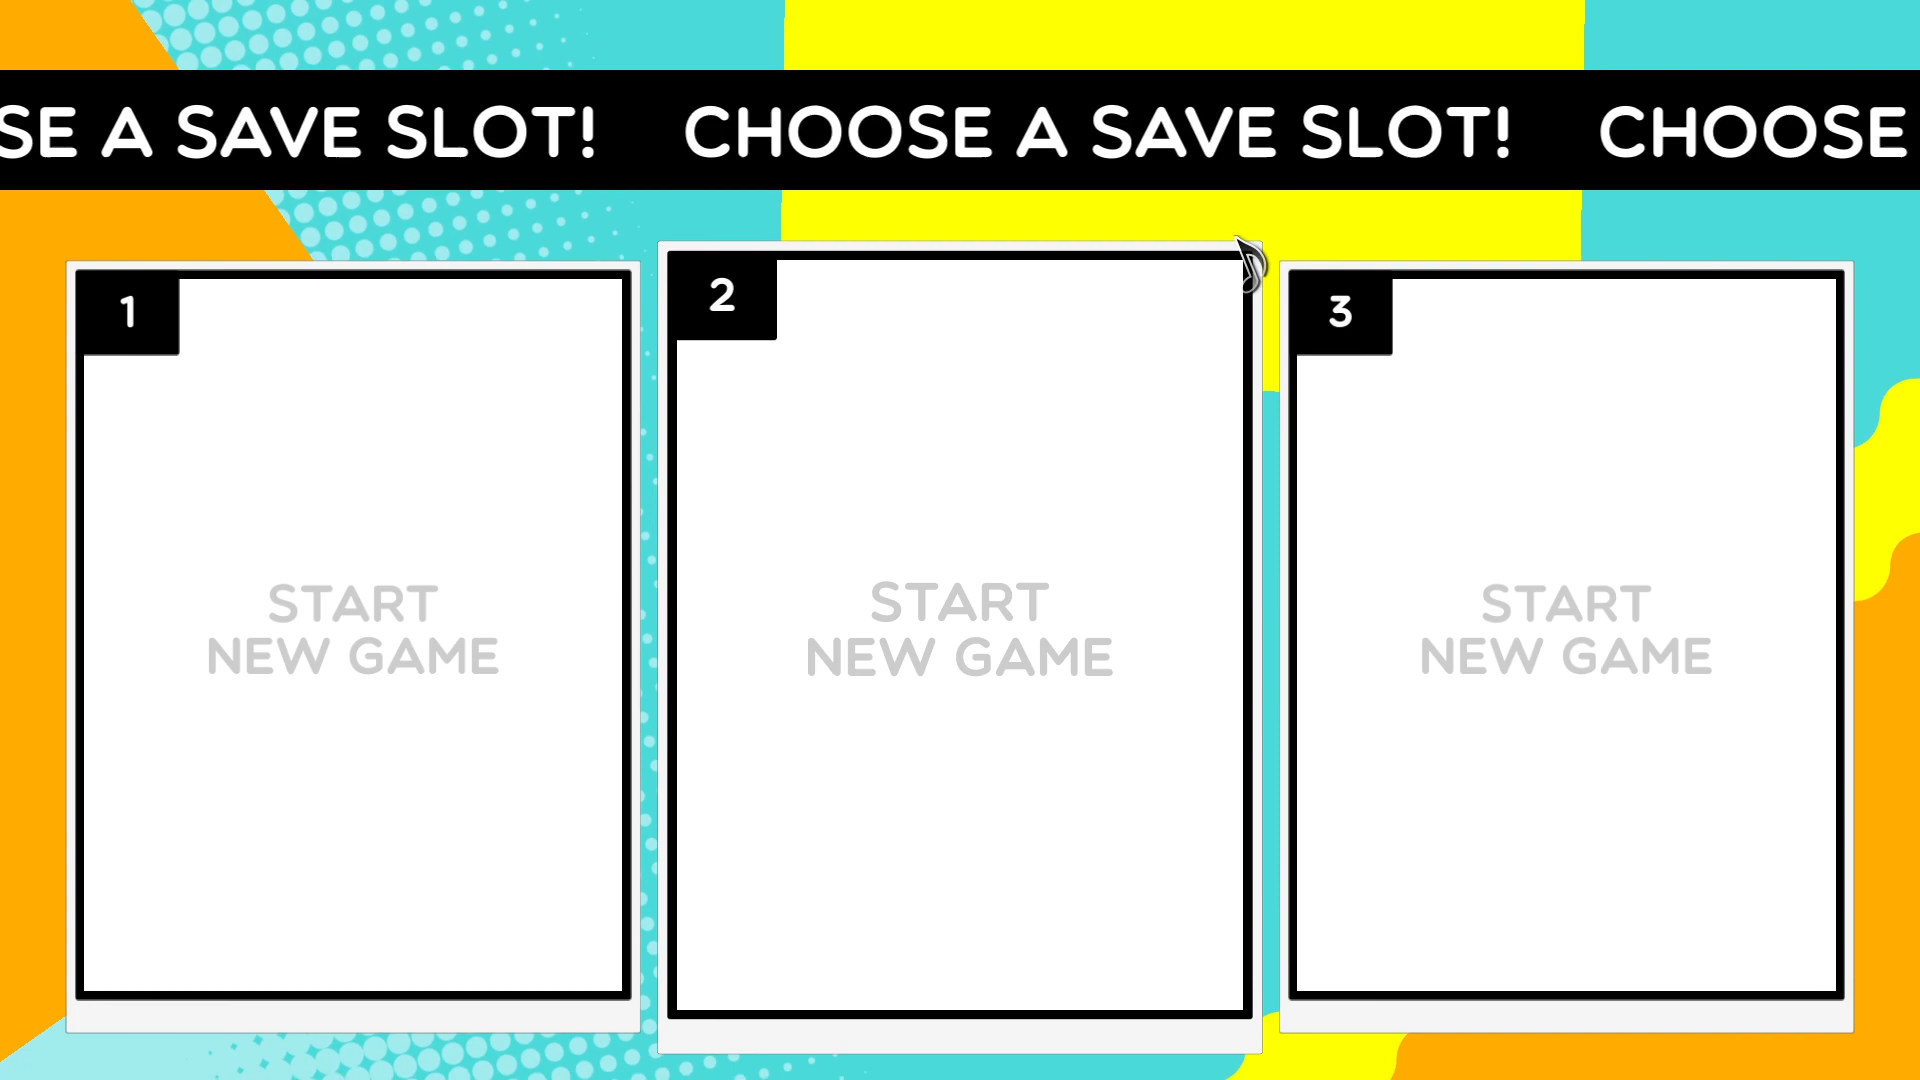 SE A SAVE SLOT! CHOOSE A SAVE SLOT! CHOOSE
1
START
NEW GAME
2
START
NEW GAME
3
START
NEW GAME